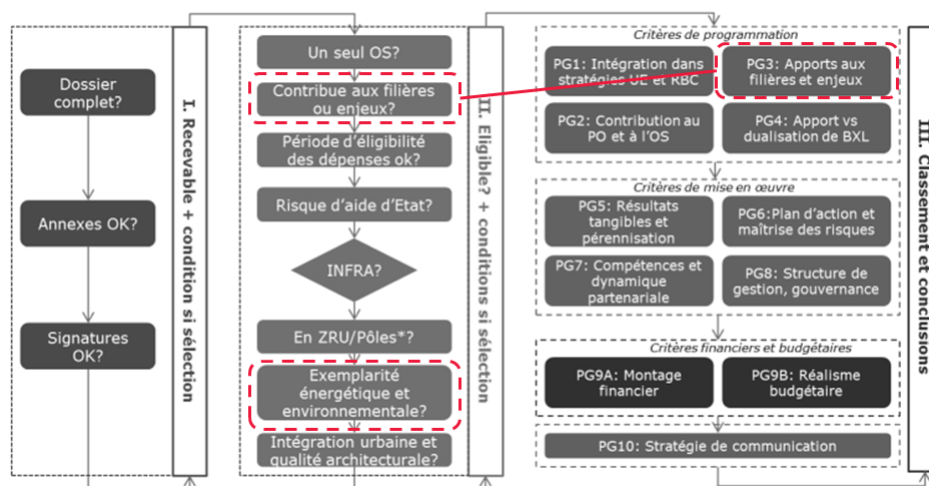 Dossier
complet?
Annexes OK?
Signatures
OK?
I. Recevable + condition si sélection
Un seul OS?
Contribue aux filières
ou enjeux?
Période d'éligibilité
des dépenses ok?
Risque d'aide d'Etat?
INFRA?
En ZRU/Pôles*?
Exemplarité
énergétique et
environnementale?
Intégration urbaine et
qualité architecturale?
II. Eligible? + conditions si sélection
Critères de programmation
PG1: Intégration dans
stratégies UE et RBC
PG3: Apports aux
filières et enjeux
PG2: Contribution au
PO et à l'OS
PG4: Apport vs
dualisation de BXL
Critères de mise en œuvre
PG5: Résultats
tangibles et
pérennisation
PG6:Plan d'action et
maîtrise des risques
PG7: Compétences et
dynamique
partenariale
PG8: Structure de
gestion, gouvernance
Critères financiers et budgétaires
PG9A: Montage
financier
PG9B: Réalisme
budgétaire
PG10: Stratégie de communication
III. Classement et conclusions